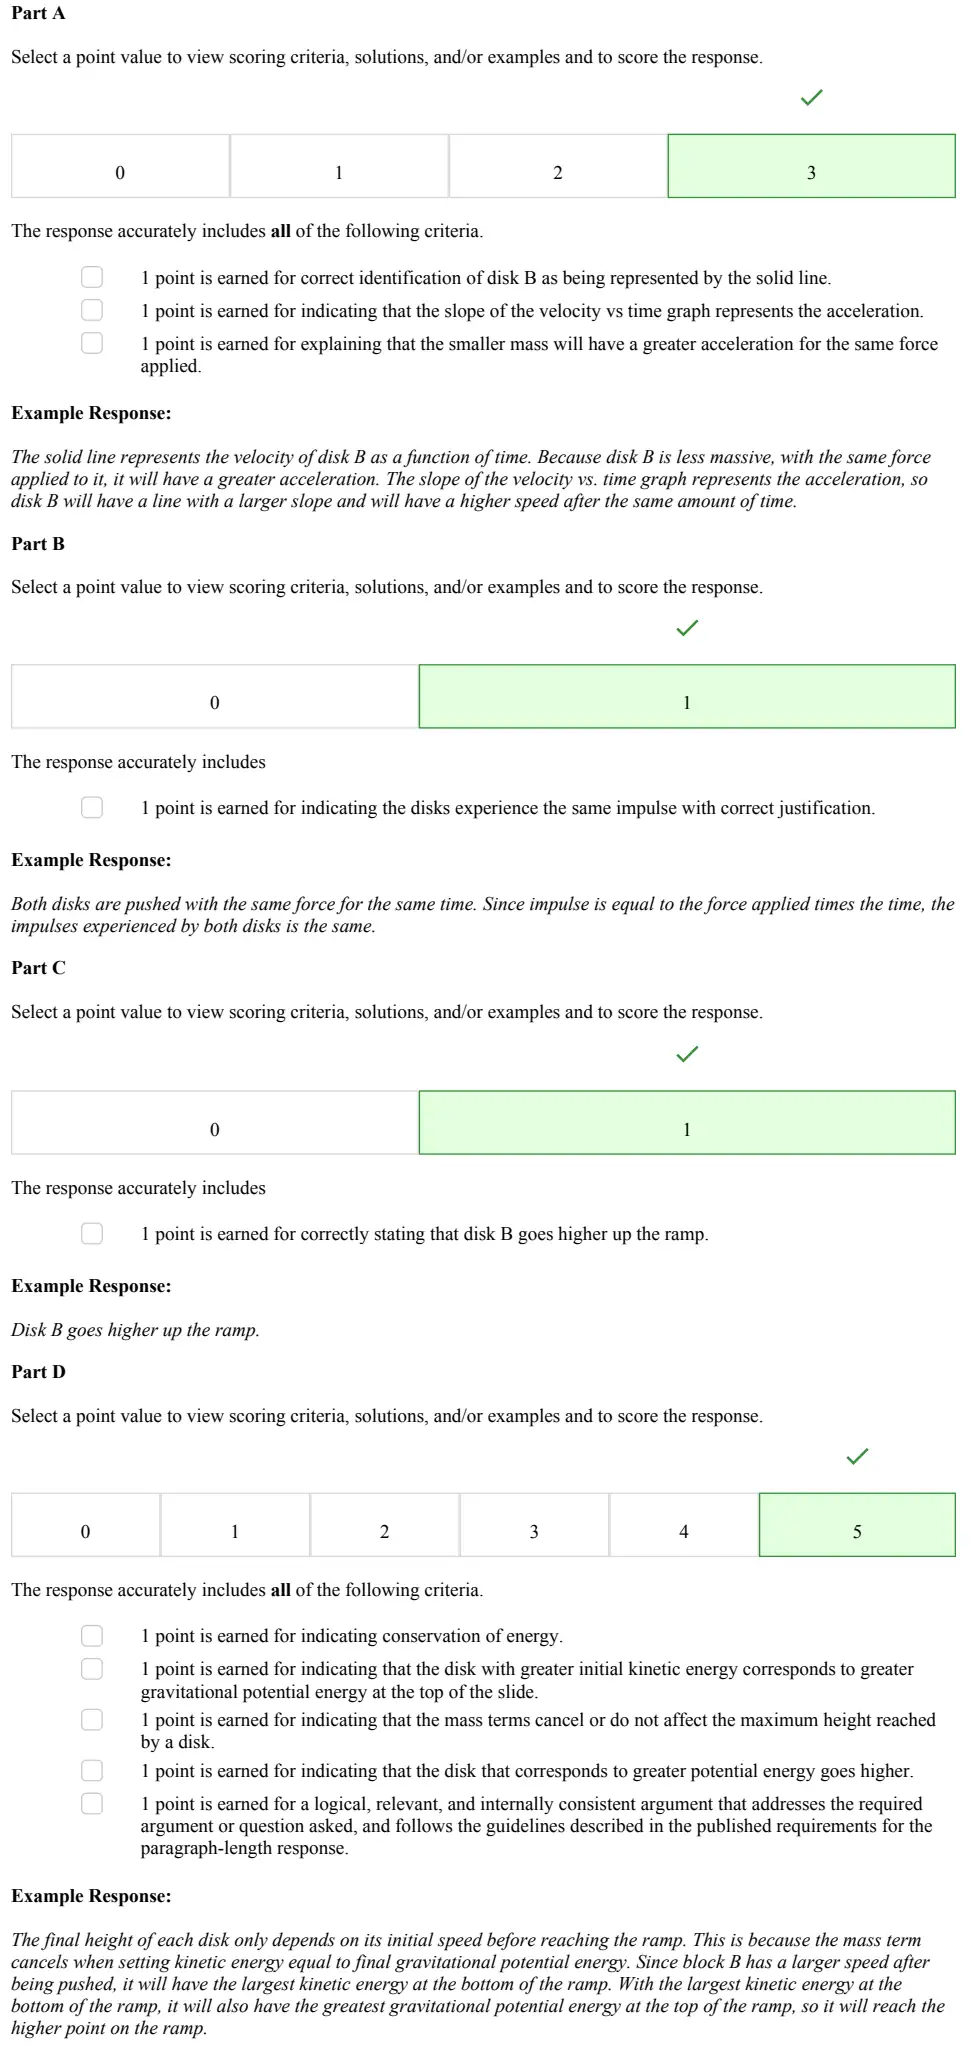 Part A
Select a point value to view scoring criteria, solutions, and/or examples and to score the response.
0 1 2 3
The response accurately includes all of the following criteria.
1 point is earned for correct identification of disk B as being represented by the solid line.
1 point is earned for indicating that the slope of the velocity vs time graph represents the acceleration.
1 point is earned for explaining that the smaller mass will have a greater acceleration for the same force
applied.
Example Response:
The solid line represents the velocity of disk B as a function of time. Because disk B is less massive, with the same force
applied to it, it will have a greater acceleration. The slope of the velocity vs. time graph represents the acceleration, so
disk B will have a line with a larger slope and will have a higher speed after the same amount of time.
Part B
Select a point value to view scoring criteria, solutions, and/or examples and to score the response.
0 1
The response accurately includes
1 point is earned for indicating the disks experience the same impulse with correct justification.
Example Response:
Both disks are pushed with the same force for the same time. Since impulse is equal to the force applied times the time, the
impulses experienced by both disks is the same.
Part C
Select a point value to view scoring criteria, solutions, and/or examples and to score the response.
0 1
The response accurately includes
1 point is earned for correctly stating that disk B goes higher up the ramp.
Example Response:
Disk B goes higher up the ramp.
Part D
Select a point value to view scoring criteria, solutions, and/or examples and to score the response.
0 1 2 3 4 5
The response accurately includes all of the following criteria.
1 point is earned for indicating conservation of energy.
1 point is earned for indicating that the disk with greater initial kinetic energy corresponds to greater
gravitational potential energy at the top of the slide.
1 point is earned for indicating that the mass terms cancel or do not affect the maximum height reached
by a disk.
1 point is earned for indicating that the disk that corresponds to greater potential energy goes higher.
1 point is earned for a logical, relevant, and internally consistent argument that addresses the required
argument or question asked, and follows the guidelines described in the published requirements for the
paragraph-length response.
Example Response:
The final height of each disk only depends on its initial speed before reaching the ramp. This is because the mass term
cancels when setting kinetic energy equal to final gravitational potential energy. Since block B has a larger speed after
being pushed, it will have the largest kinetic energy at the bottom of the ramp. With the largest kinetic energy at the
bottom of the ramp, it will also have the greatest gravitational potential energy at the top of the ramp, so it will reach the
higher point on the ramp.